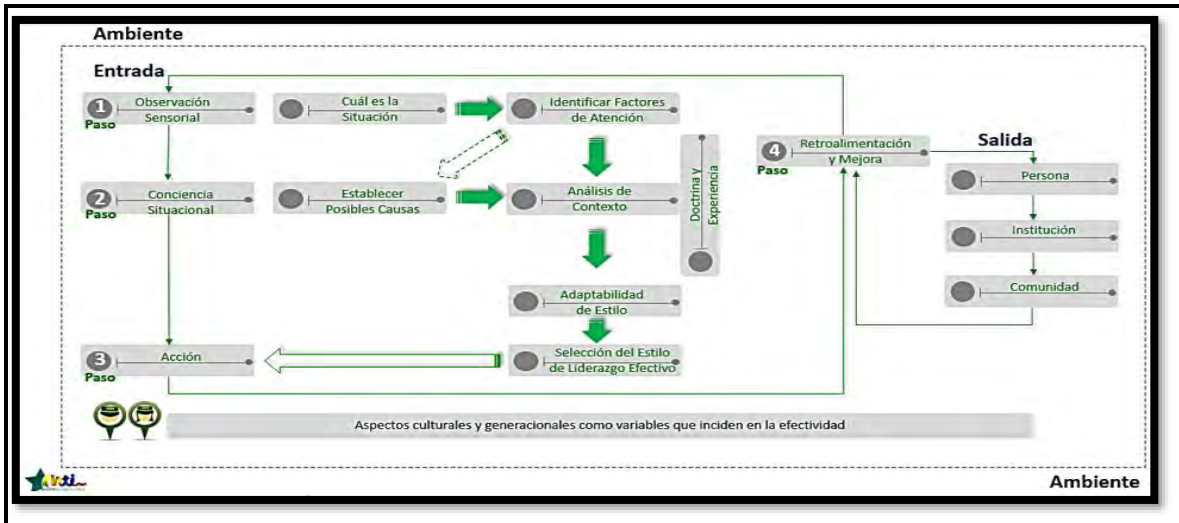 Ambiente
Entrada
1
Paso
Observación
Sensorial
Cuál es la
Situación
Identificar Factores
de Atención
2
Paso
Conciencia
Situacional
Establecer
Posibles Causas
Análisis de
Contexto
Doctrina y
Experiencia
Adaptabilidad
de Estilo
3
Paso
Acción
Selección del Estilo
de Liderazgo Efectivo
4
Paso
Retroalimentación
y Mejora
Salida
Persona
Institución
Comunidad
Aspectos culturales y generacionales como variables que inciden en la efectividad
Ambiente